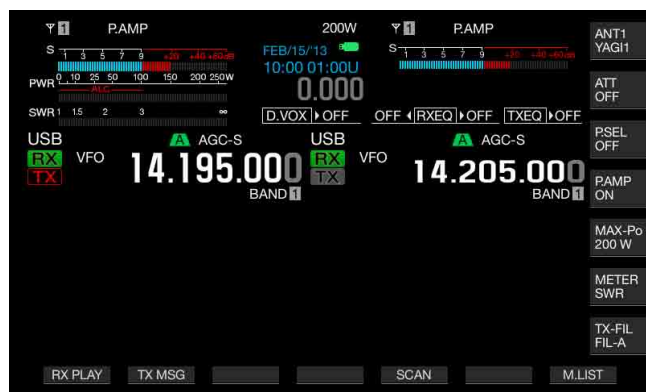 1 P.AMP 200W 1 P.AMP
S 1 3 5 7 9 +20 +40 +60dB
FEB/15/'13
S 1 3 5 7 9 +20 +40 +60dB
10:00 01:00U
PWR 0 10 25 50 100 150 200 250W
ALC
0.000
SWR 1 1.5 2 3 ∞
D.VOX OFF OFF RXEQ OFF TXEQ OFF
USB A AGC-S USB A AGC-S
RX VFO 14.195.000 RX VFO 14.205.000
TX BAND 1 TX BAND 1
ANT1
YAGI1
ATT
OFF
P.SEL
OFF
P.AMP
ON
MAX-Po
200 W
METER
SWR
TX-FIL
FIL-A
RX PLAY TX MSG SCAN M.LIST